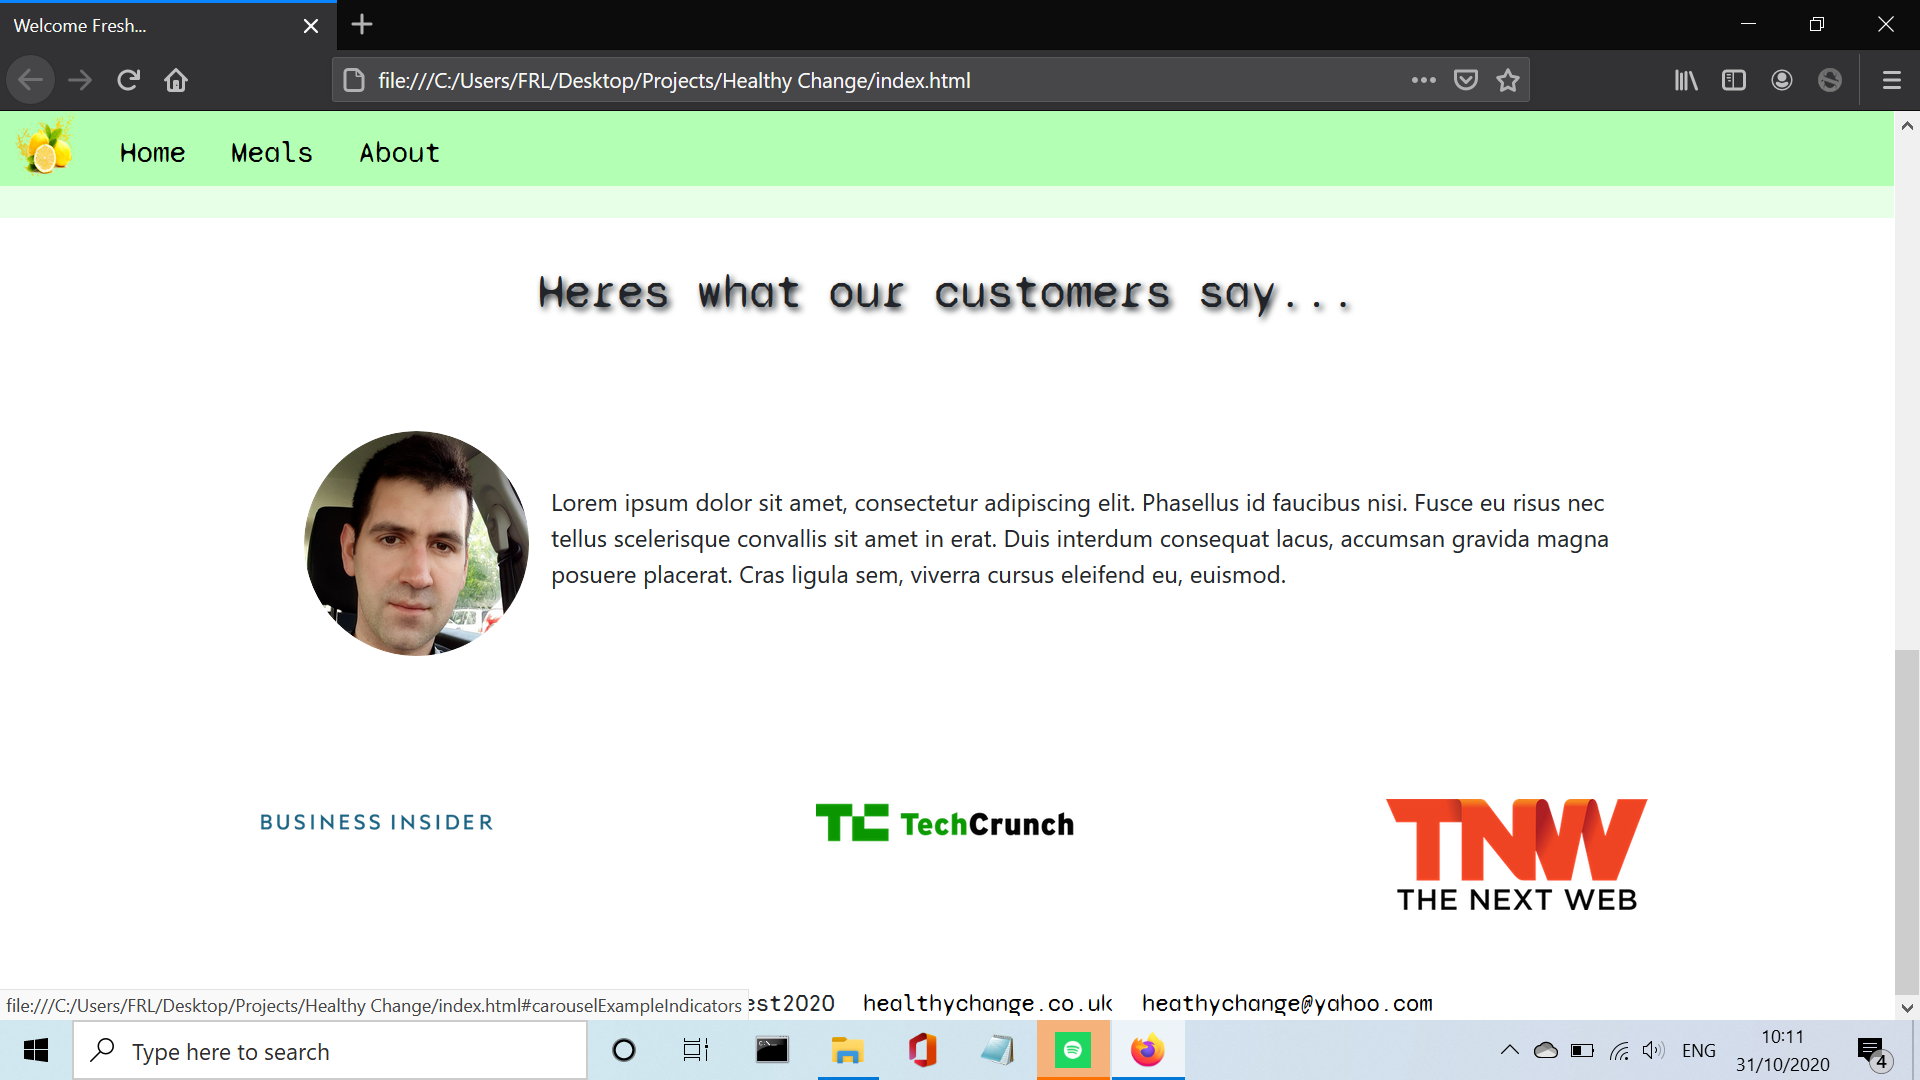 Welcome Fresh...
file:///C:/Users/FRL/Desktop/Projects/Healthy Change/index.html
Home Meals About
Heres what our customers say...
Lorem ipsum dolor sit amet, consectetur adipiscing elit. Phasellus id faucibus nisi. Fusce eu risus nec
tellus scelerisque convallis sit amet in erat. Duis interdum consequat lacus, accumsan gravida magna
posuere placerat. Cras ligula sem, viverra cursus eleifend eu, euismod.
BUSINESS INSIDER
TC TechCrunch
TNW
THE NEXT WEB
file:///C:/Users/FRL/Desktop/Projects/Healthy Change/index.html#carouselExampleIndicators est2020 healthychange.co.uk heathychange@yahoo.com
Type here to search
ENG
10:11
31/10/2020
4